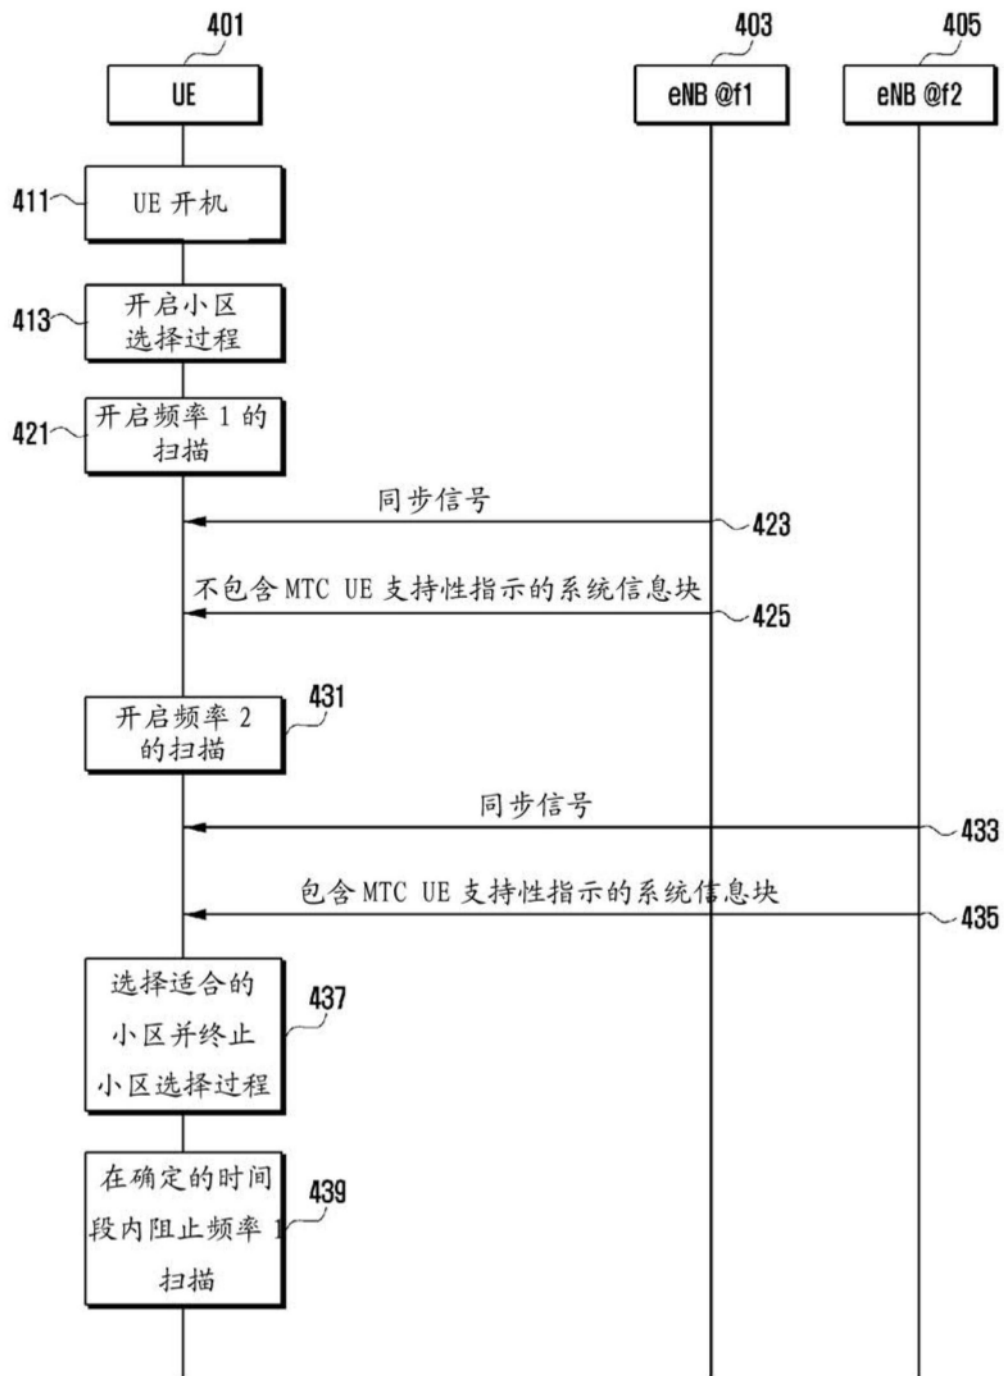 401
403
405
UE
eNB @f1
eNB @f2
411
UE 开机
413
开启小区
选择过程
421
开启频率 1 的
扫描
同步信号
423
不包含 MTC UE 支持性指示的系统信息块
425
431
开启频率 2
的扫描
同步信号
433
包含 MTC UE 支持性指示的系统信息块
435
选择适合的
小区并终止
小区选择过程
437
在确定的时间
段内阻止频率 1
扫描
439